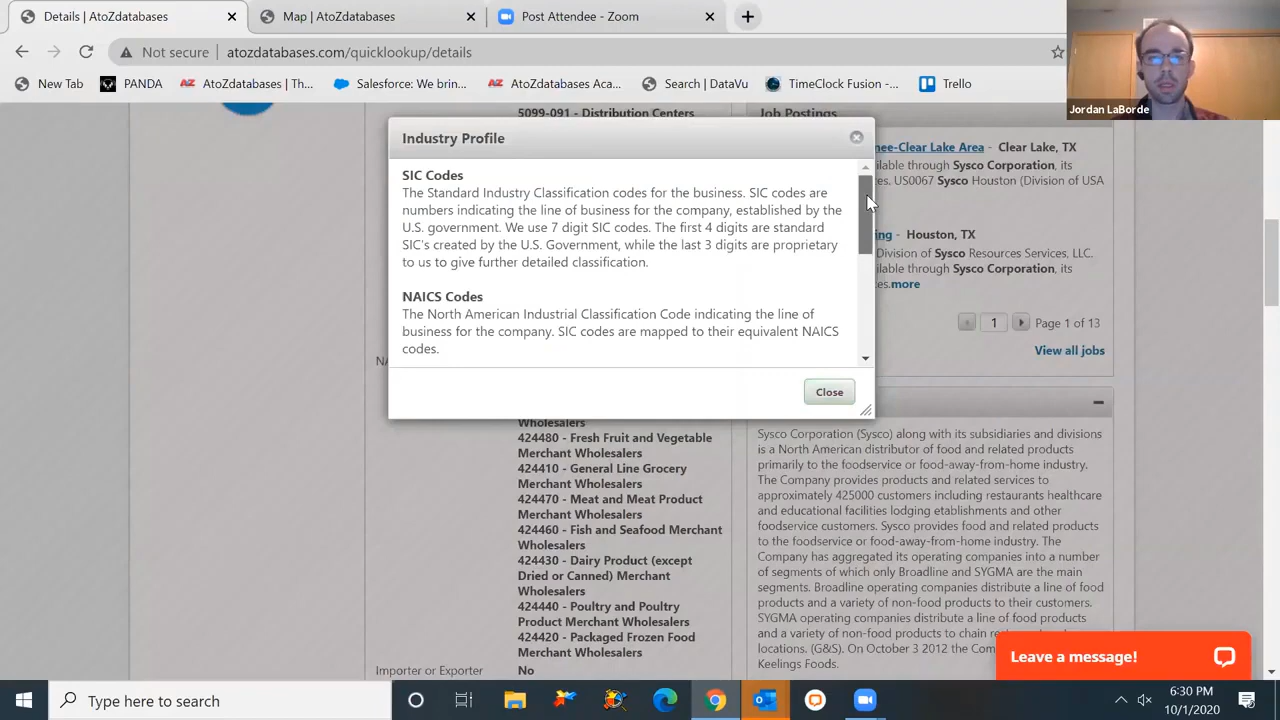 Details | AtoZdatabases
Map | AtoZdatabases
Post Attendee - Zoom
Not secure
atozdatabases.com/quicklookup/details
New Tab
PANDA
AtoZdatabases | Th...
Salesforce: We brin...
AtoZdatabases Aca...
Search | DataVu
TimeClock Fusion -...
Trello
Jordan LaBorde
5099-091 - Distribution Centers
Job Postings
Industry Profile
SIC Codes
The Standard Industry Classification codes for the business. SIC codes are
numbers indicating the line of business for the company, established by the
U.S. government. We use 7 digit SIC codes. The first 4 digits are standard
SIC's created by the U.S. Government, while the last 3 digits are proprietary
to us to give further detailed classification.
NAICS Codes
The North American Industrial Classification Code indicating the line of
business for the company. SIC codes are mapped to their equivalent NAICS
codes.
Close
nee-Clear Lake Area - Clear Lake, TX
ailable through Sysco Corporation, its
ces. US0067 Sysco Houston (Division of USA
ng - Houston, TX
Division of Sysco Resources Services, LLC.
ailable through Sysco Corporation, its
ces.more
1
Page 1 of 13
View all jobs
NA
Wholesalers
424480 - Fresh Fruit and Vegetable
Merchant Wholesalers
424410 - General Line Grocery
Merchant Wholesalers
424470 - Meat and Meat Product
Merchant Wholesalers
424460 - Fish and Seafood Merchant
Wholesalers
424430 - Dairy Product (except
Dried or Canned) Merchant
Wholesalers
424440 - Poultry and Poultry
Product Merchant Wholesalers
424420 - Packaged Frozen Food
Merchant Wholesalers
Importer or Exporter
No
Sysco Corporation (Sysco) along with its subsidiaries and divisions
is a North American distributor of food and related products
primarily to the foodservice or food-away-from-home industry.
The Company provides products and related services to
approximately 425000 customers including restaurants healthcare
and educational facilities lodging etablishments and other
foodservice customers. Sysco provides food and related products
to the foodservice or food-away-from-home industry. The
Company has aggregated its operating companies into a number
of segments of which only Broadline and SYGMA are the main
segments. Broadline operating companies distribute a line of food
products and a variety of non-food products to their customers.
SYGMA operating companies distribute a line of food products
and a variety of non-food products to chain
locations. (G&S). On October 3 2012 the Com
Keelings Foods.
Leave a message!
Type here to search
6:30 PM
10/1/2020